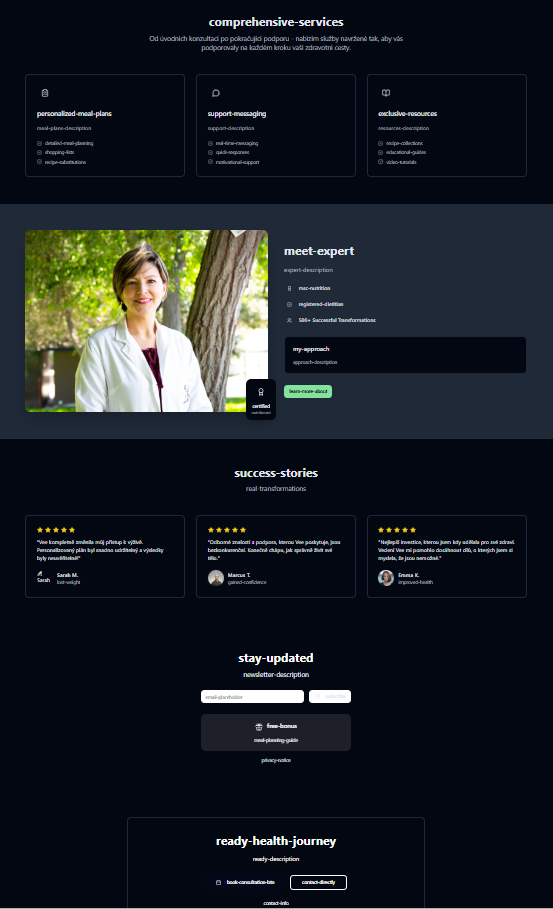 comprehensive-services
Od úvodních konzultací po pokračující podporu – nabízím služby navržené tak, aby vás
podporovaly na každém kroku vaší zdravotní cesty.
personalized-meal-plans
meal-plans-description
detailed-meal-planning
shopping-lists
recipe-substitutions
support-messaging
support-description
real-time-messaging
quick-responses
motivational-support
exclusive-resources
resources-description
recipe-collections
educational-guides
video-tutorials
meet-expert
expert-description
msc-nutrition
registered-dietitian
500+ Successful Transformations
my-approach
approach-description
learn-more-about
certified
nutritionist
success-stories
real-transformations
"Vee kompletně změnila můj přístup k výživě.
Personalizovaný plán byl snadno udržitelný a výsledky
byly neuvěřitelné!"
Sarah
Sarah M.
lost-weight
"Odborné znalosti a podpora, kterou Vee poskytuje, jsou
bezkonkurenční. Konečně chápu, jak správně živit své
tělo."
Marcus T.
gained-confidence
"Nejlepší investice, kterou jsem kdy udělala pro své zdraví.
Vedení Vee mi pomohlo dosáhnout cílů, o kterých jsem si
myslela, že jsou nemožné."
Emma K.
improved-health
stay-updated
newsletter-description
email-placeholder
free-bonus
meal-planning-guide
privacy-notice
ready-health-journey
ready-description
book-consultation-btn
contact-directly
contact-info